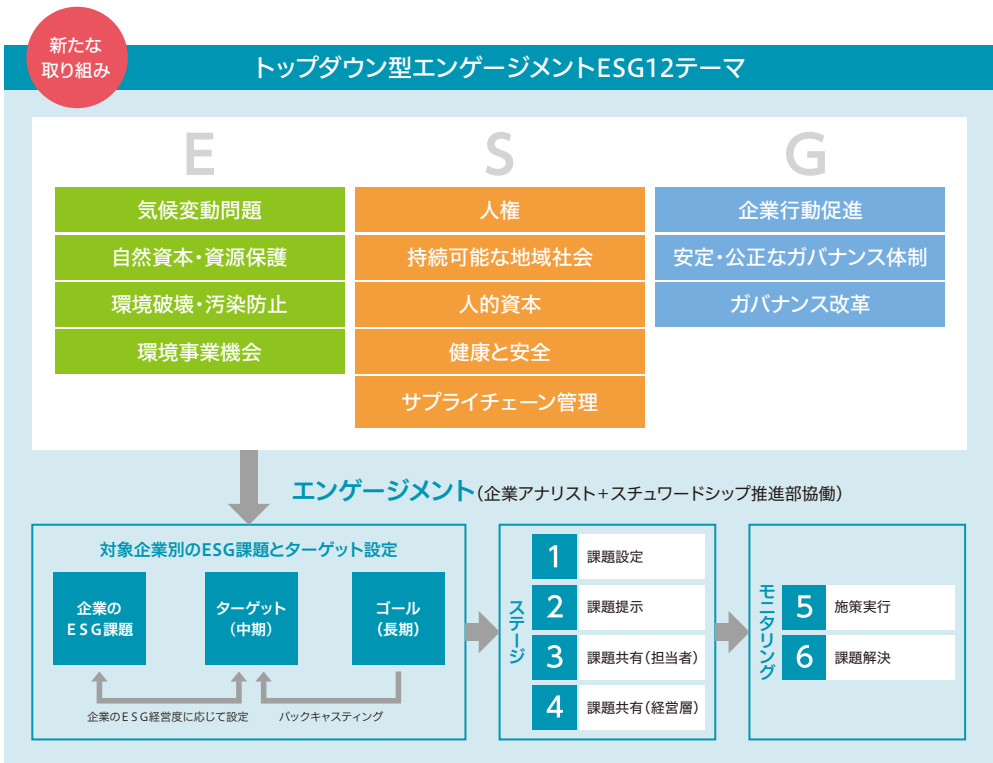 新たな
取り組み
トップダウン型エンゲージメントESG12テーマ
E
気候変動問題
自然資本・資源保護
環境破壊・汚染防止
環境事業機会
S
人権
持続可能な地域社会
人的資本
健康と安全
サプライチェーン管理
G
企業行動促進
安定・公正なガバナンス体制
ガバナンス改革
エンゲージメント(企業アナリスト+スチュワードシップ推進部協働)
対象企業別のESG課題とターゲット設定
企業の
ESG課題
ターゲット
(中期)
ゴール
(長期)
企業のESG経営度に応じて設定
バックキャスティング
ステージ
1 課題設定
2 課題提示
3 課題共有(担当者)
4 課題共有(経営層)
モニタリング
5 施策実行
6 課題解決